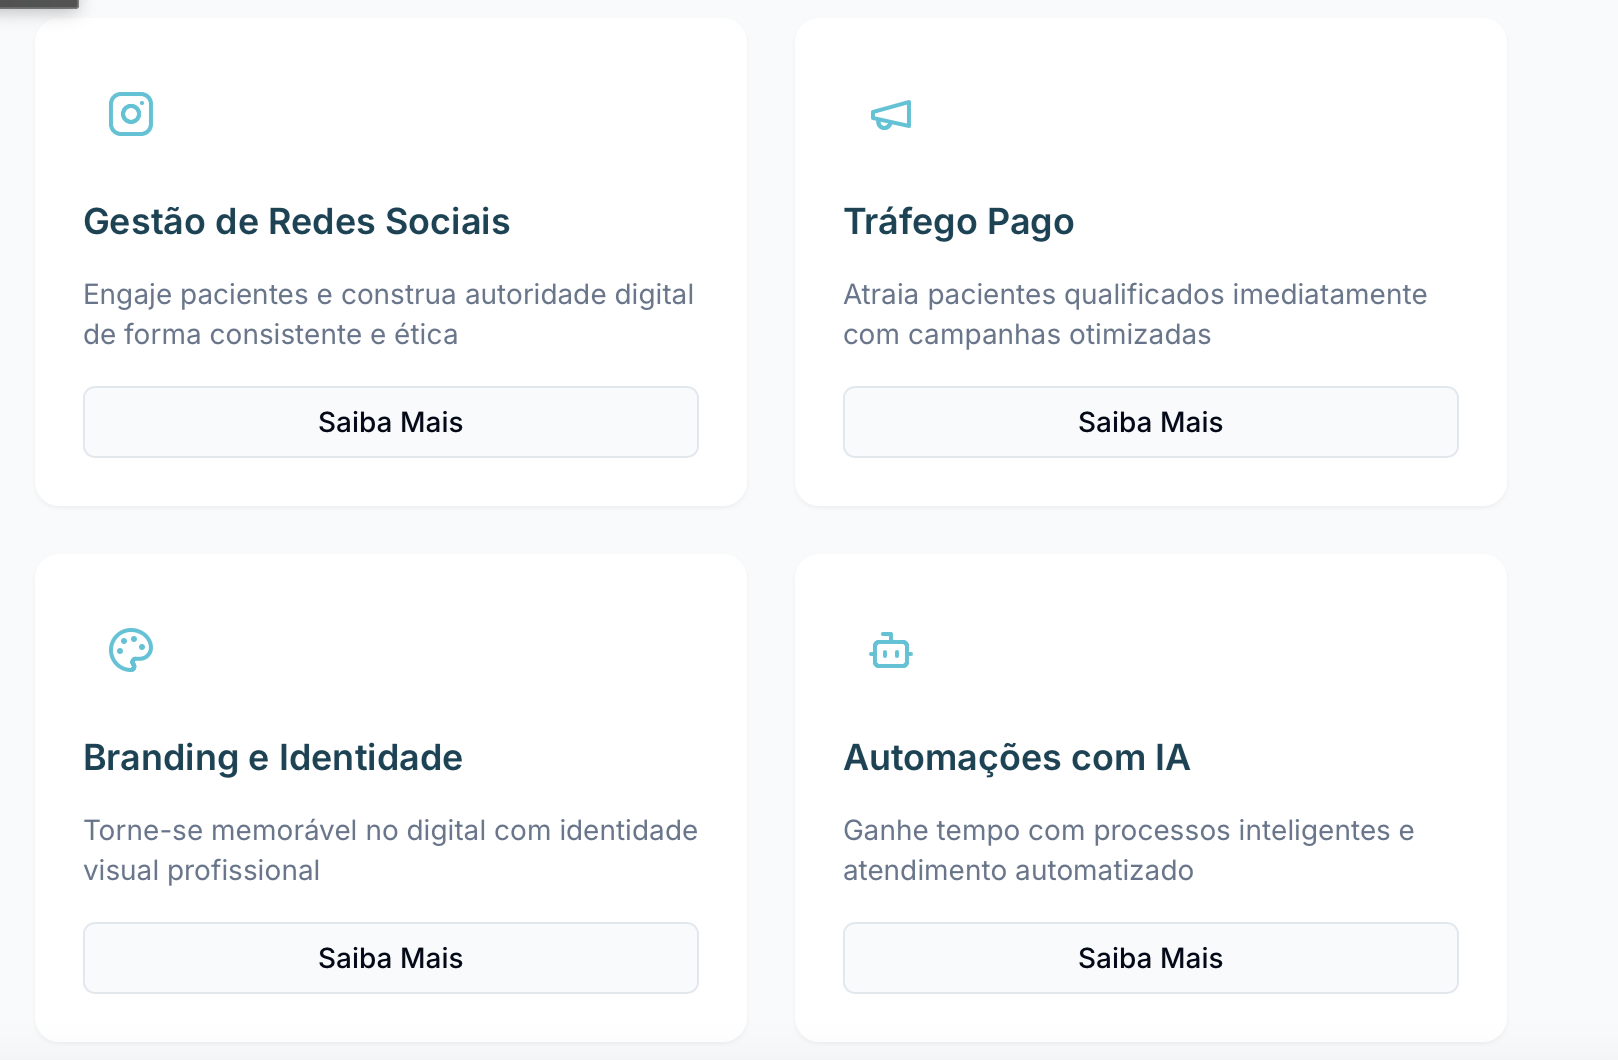 Gestão de Redes Sociais
Engaje pacientes e construa autoridade digital
de forma consistente e ética
Saiba Mais
Tráfego Pago
Atraia pacientes qualificados imediatamente
com campanhas otimizadas
Saiba Mais
Branding e Identidade
Torne-se memorável no digital com identidade
visual profissional
Saiba Mais
Automações com IA
Ganhe tempo com processos inteligentes e
atendimento automatizado
Saiba Mais